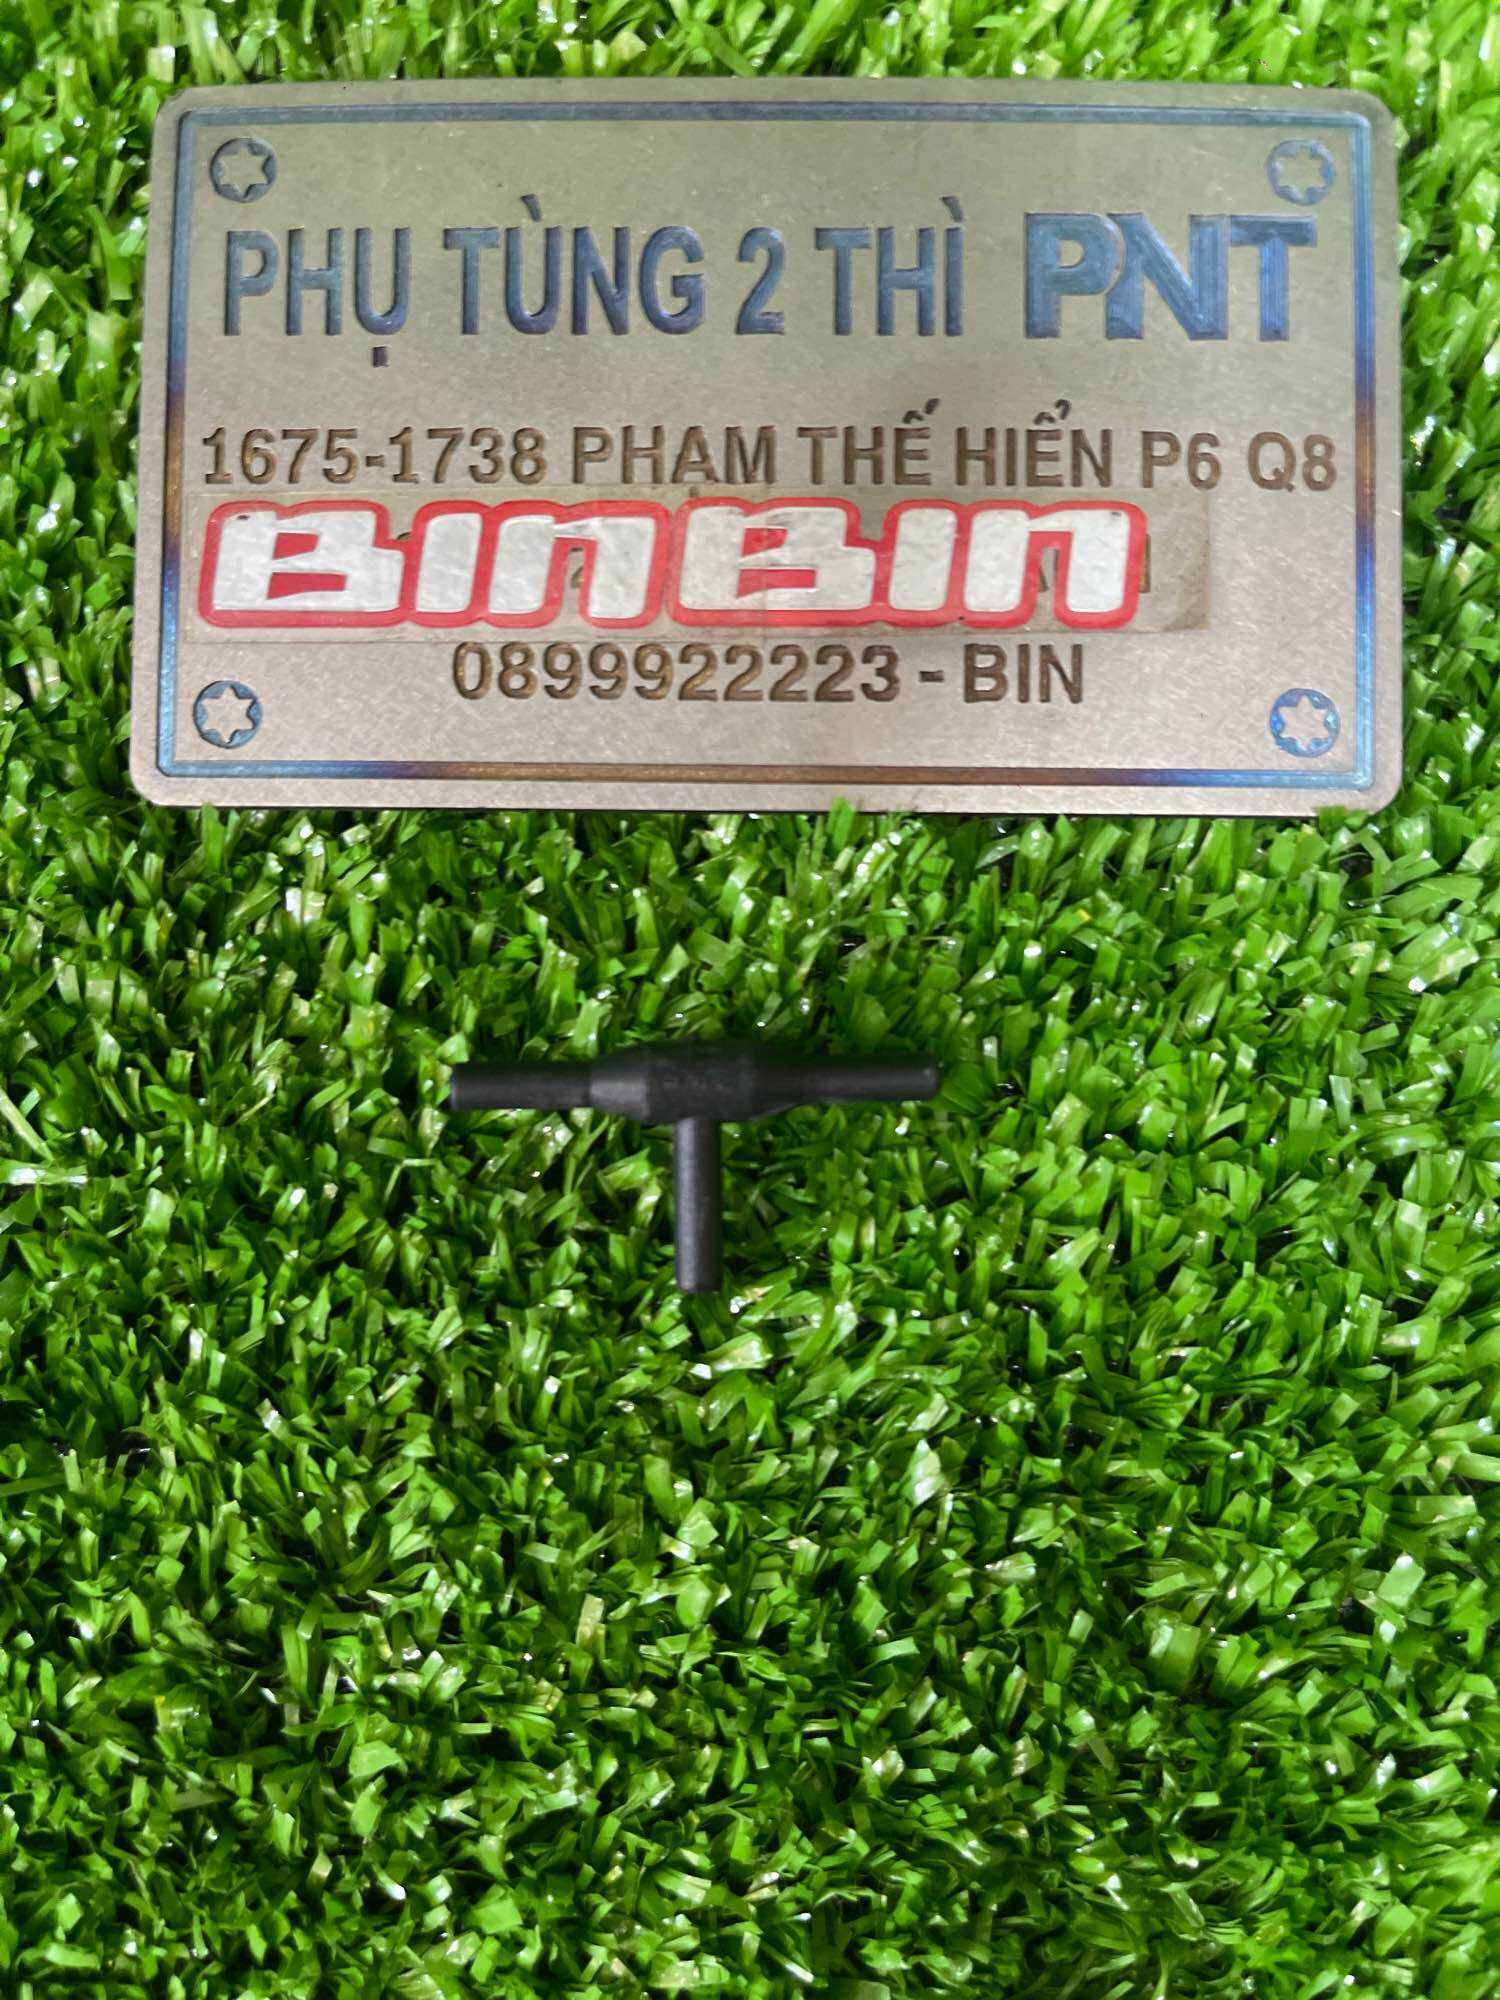 PHỤ TÙNG 2 THÌ PNT
1675-1738 PHẠM THẾ HIỂN P6 Q8
BINBIN
0899922223 - BIN